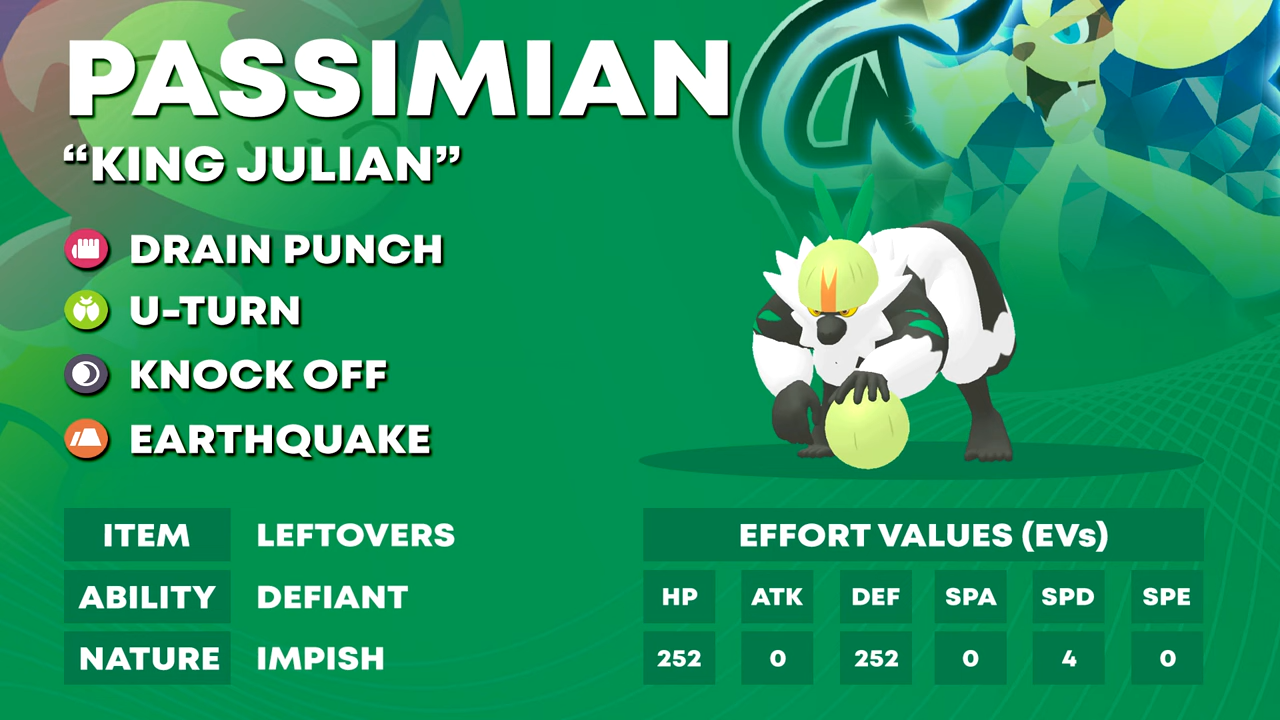 PASSIMIAN
“KING JULIAN”
DRAIN PUNCH
U-TURN
KNOCK OFF
EARTHQUAKE
ITEM LEFTOVERS
ABILITY DEFIANT
NATURE IMPISH
EFFORT VALUES (EVs)
HP ATK DEF SPA SPD SPE
252 0 252 0 4 0